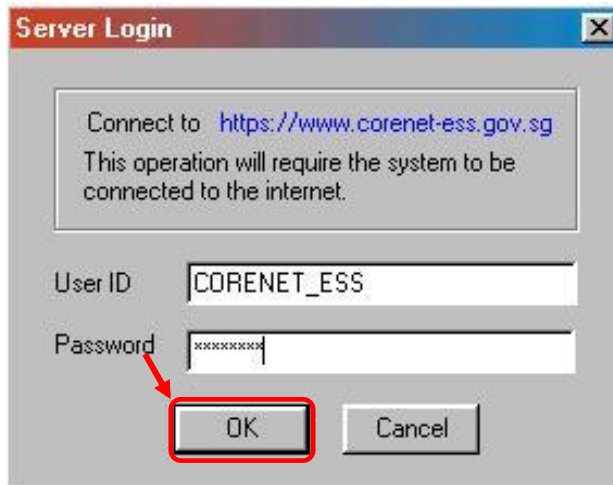 Server Login
Connect to https://www.corenet-ess.gov.sg
This operation will require the system to be
connected to the internet.
User ID CORENET_ESS
Password ********
OK Cancel